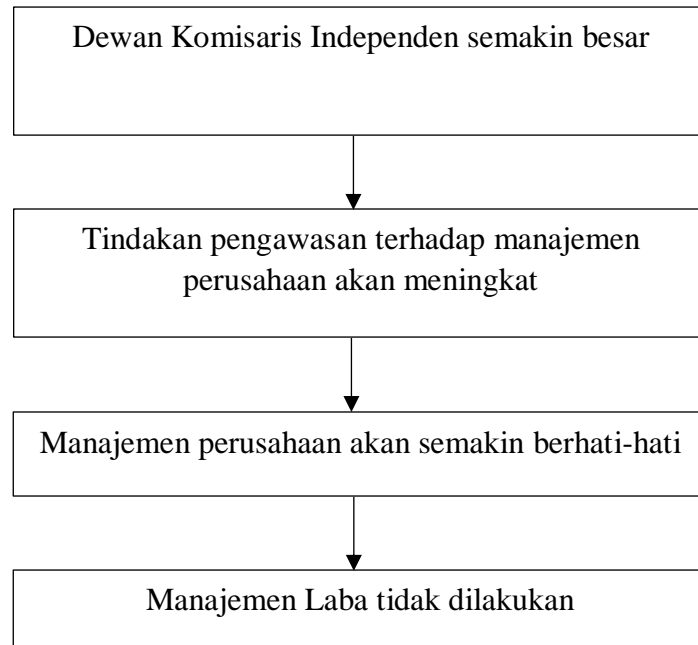 Dewan Komisaris Independen semakin besar
Tindakan pengawasan terhadap manajemen
perusahaan akan meningkat
Manajemen perusahaan akan semakin berhati-hati
Manajemen Laba tidak dilakukan